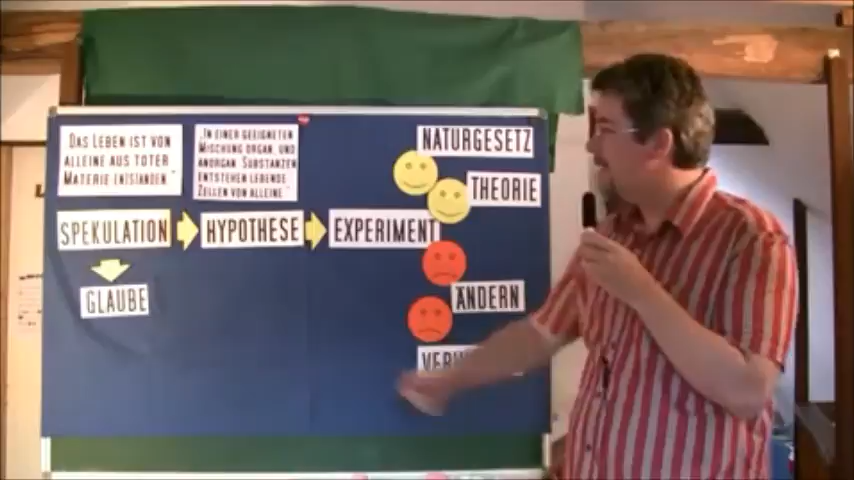 DAS LEBEN IST VON
ALLEINE AUS TOTER
MATERIE ENTSTANDEN"
„IN EINER GEEIGNETEN
MISCHUNG ORGAN. UND
ANORGAN. SUBSTANZEN
ENTSTEHEN LEBENDE
ZELLEN VON ALLEINE"
NATURGESETZ
THEORIE
SPEKULATION
HYPOTHESE
EXPERIMENT
GLAUBE
ÄNDERN